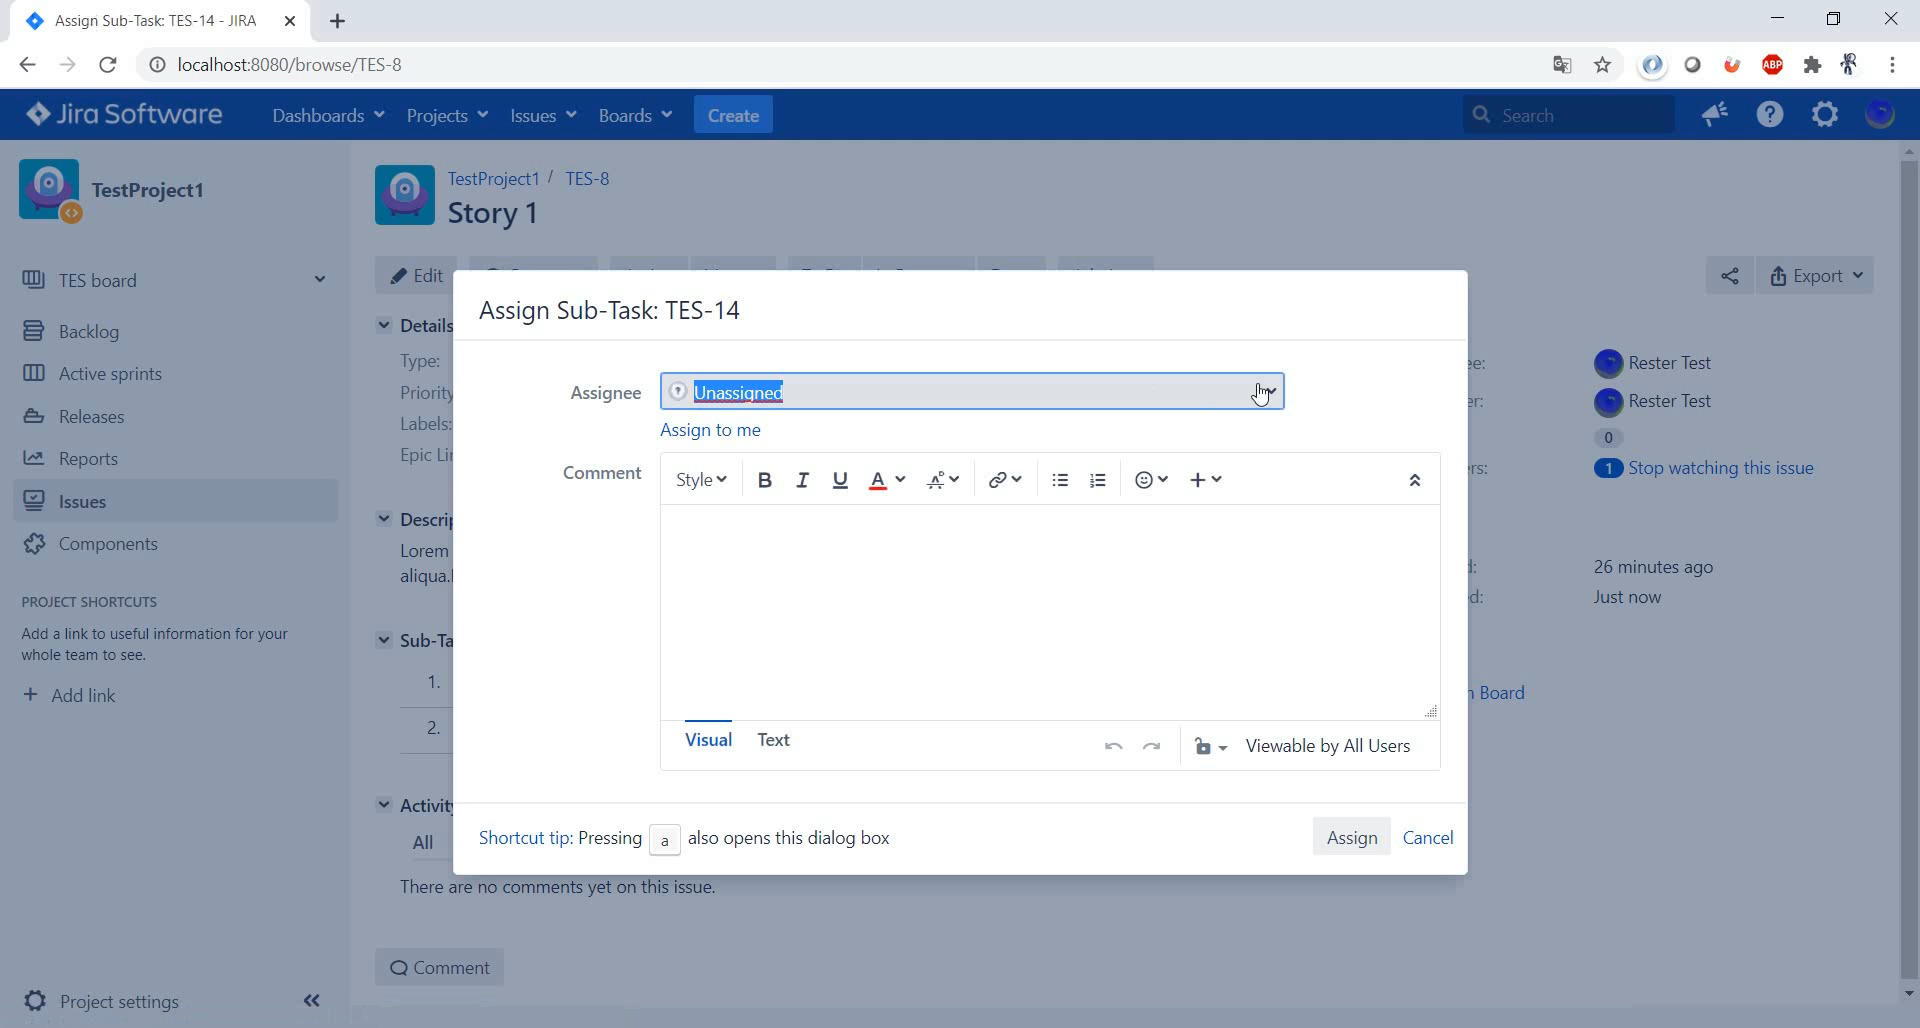 Assign Sub-Task: TES-14 - JIRA
localhost:8080/browse/TES-8
ABP
Jira Software
Dashboards Projects Issues Boards Create Search
TestProject1
TES board
Backlog
Active sprints
Releases
Reports
Issues
Components
PROJECT SHORTCUTS
Add a link to useful information for your
whole team to see.
+ Add link
Project settings
TestProject1 / TES-8
Story 1
Edit
Export
Details
Type:
Priority
Labels:
Epic Li
Descrip
Lorem
aliqua.
Sub-Ta
1.
2.
Activity
All
There are no comments yet on this issue.
Comment
Assign Sub-Task: TES-14
Assignee Unassigned
Assign to me
Comment Style B I U A
Visual Text Viewable by All Users
Shortcut tip: Pressing a also opens this dialog box
Assign Cancel
ee: Rester Test
er: Rester Test
0
rs: 1 Stop watching this issue
d: 26 minutes ago
d: Just now
n Board